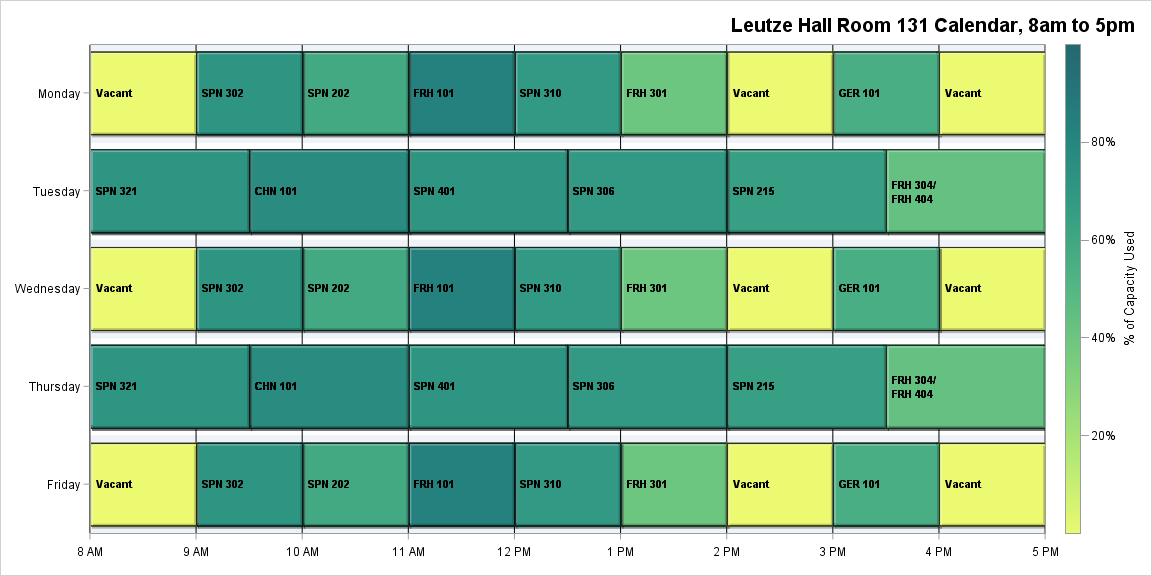 Leutze Hall Room 131 Calendar, 8am to 5pm
Monday
Vacant
SPN 302
SPN 202
FRH 101
SPN 310
FRH 301
Vacant
GER 101
Vacant
Tuesday
SPN 321
CHN 101
SPN 401
SPN 306
SPN 215
FRH 304/
FRH 404
Wednesday
Vacant
SPN 302
SPN 202
FRH 101
SPN 310
FRH 301
Vacant
GER 101
Vacant
Thursday
SPN 321
CHN 101
SPN 401
SPN 306
SPN 215
FRH 304/
FRH 404
Friday
Vacant
SPN 302
SPN 202
FRH 101
SPN 310
FRH 301
Vacant
GER 101
Vacant
8 AM
9 AM
10 AM
11 AM
12 PM
1 PM
2 PM
3 PM
4 PM
5 PM
80%
60%
40%
20%
% of Capacity Used